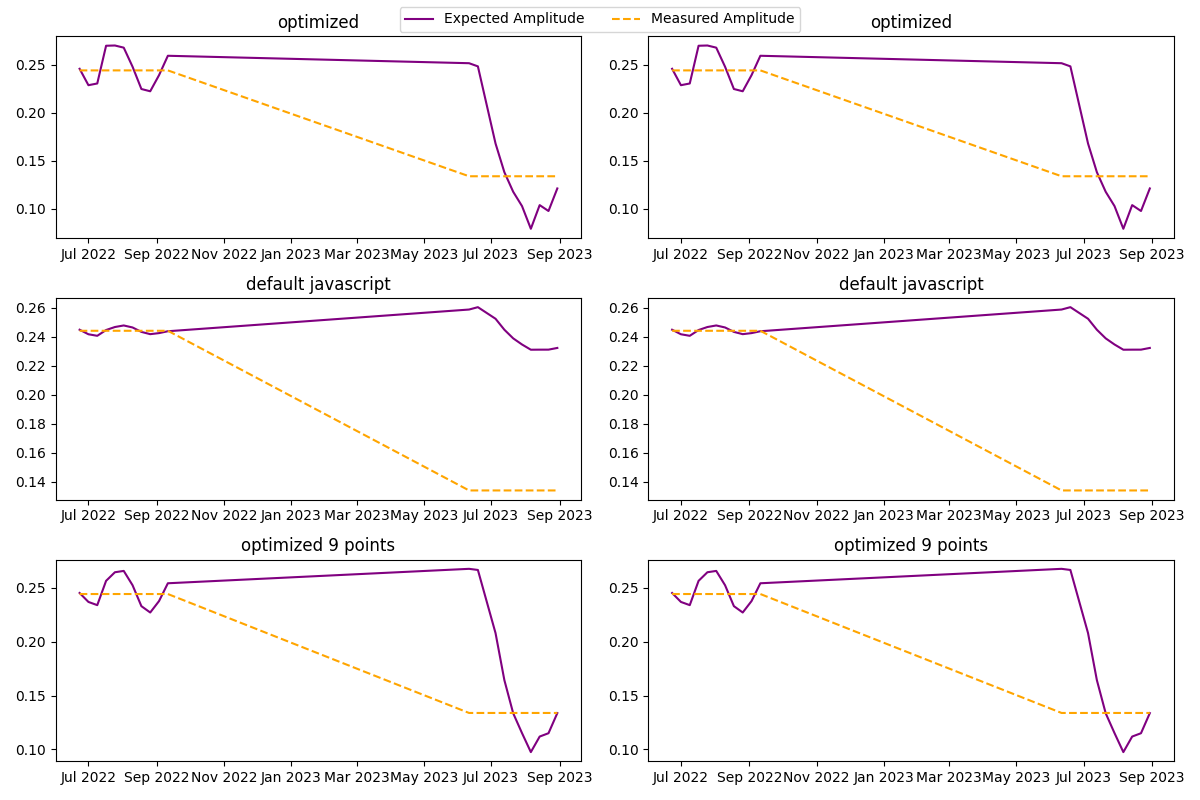 Expected Amplitude Measured Amplitude
optimized optimized
0.25 0.25
0.20 0.20
0.15 0.15
0.10 0.10
Jul 2022 Sep 2022 Nov 2022 Jan 2023 Mar 2023 May 2023 Jul 2023 Sep 2023 Jul 2022 Sep 2022 Nov 2022 Jan 2023 Mar 2023 May 2023 Jul 2023 Sep 2023
default javascript default javascript
0.26 0.26
0.24 0.24
0.22 0.22
0.20 0.20
0.18 0.18
0.16 0.16
0.14 0.14
Jul 2022 Sep 2022 Nov 2022 Jan 2023 Mar 2023 May 2023 Jul 2023 Sep 2023 Jul 2022 Sep 2022 Nov 2022 Jan 2023 Mar 2023 May 2023 Jul 2023 Sep 2023
optimized 9 points optimized 9 points
0.25 0.25
0.20 0.20
0.15 0.15
0.10 0.10
Jul 2022 Sep 2022 Nov 2022 Jan 2023 Mar 2023 May 2023 Jul 2023 Sep 2023 Jul 2022 Sep 2022 Nov 2022 Jan 2023 Mar 2023 May 2023 Jul 2023 Sep 2023